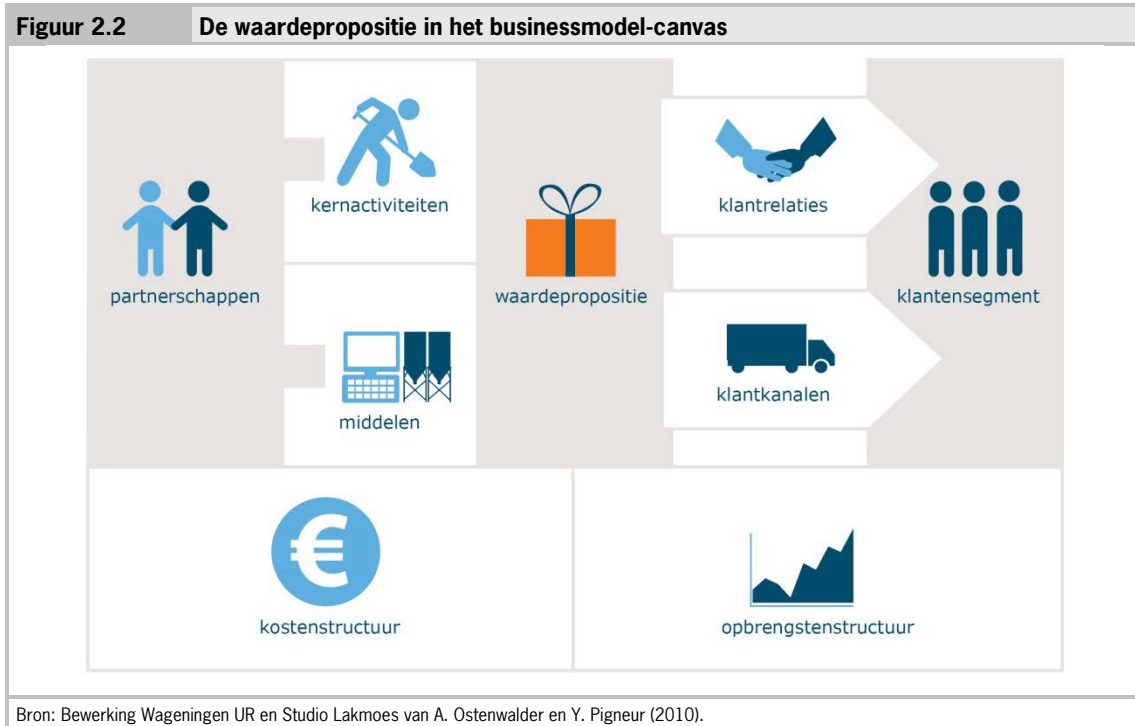 Figuur 2.2 De waardepropositie in het businessmodel-canvas
kernactiviteiten
klantrelaties
partnerschappen
waardepropositie
klantensegment
middelen
klantkanalen
kostenstructuur
opbrengstenstructuur
Bron: Bewerking Wageningen UR en Studio Lakmoes van A. Ostenwalder en Y. Pigneur (2010).